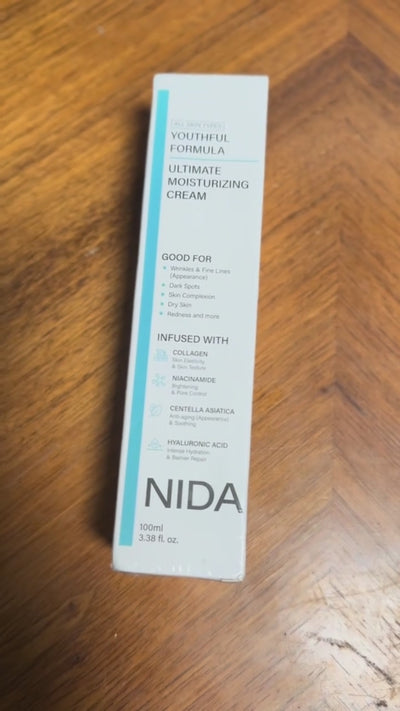 ALL SKIN TYPES
YOUTHFUL
FORMULA
ULTIMATE
MOISTURIZING
CREAM
GOOD FOR
Wrinkles & Fine Lines
(Appearance)
Dark Spots
Skin Complexion
Dry Skin
Redness and more
INFUSED WITH
COLLAGEN
Skin Elasticity
& Skin Texture
NIACINAMIDE
Brightening
& Pore Control
CENTELLA ASIATICA
Anti-aging (Appearance)
& Soothing
HYALURONIC ACID
Intense Hydration
& Barrier Repair
NIDA
100ml
3.38 fl. oz.